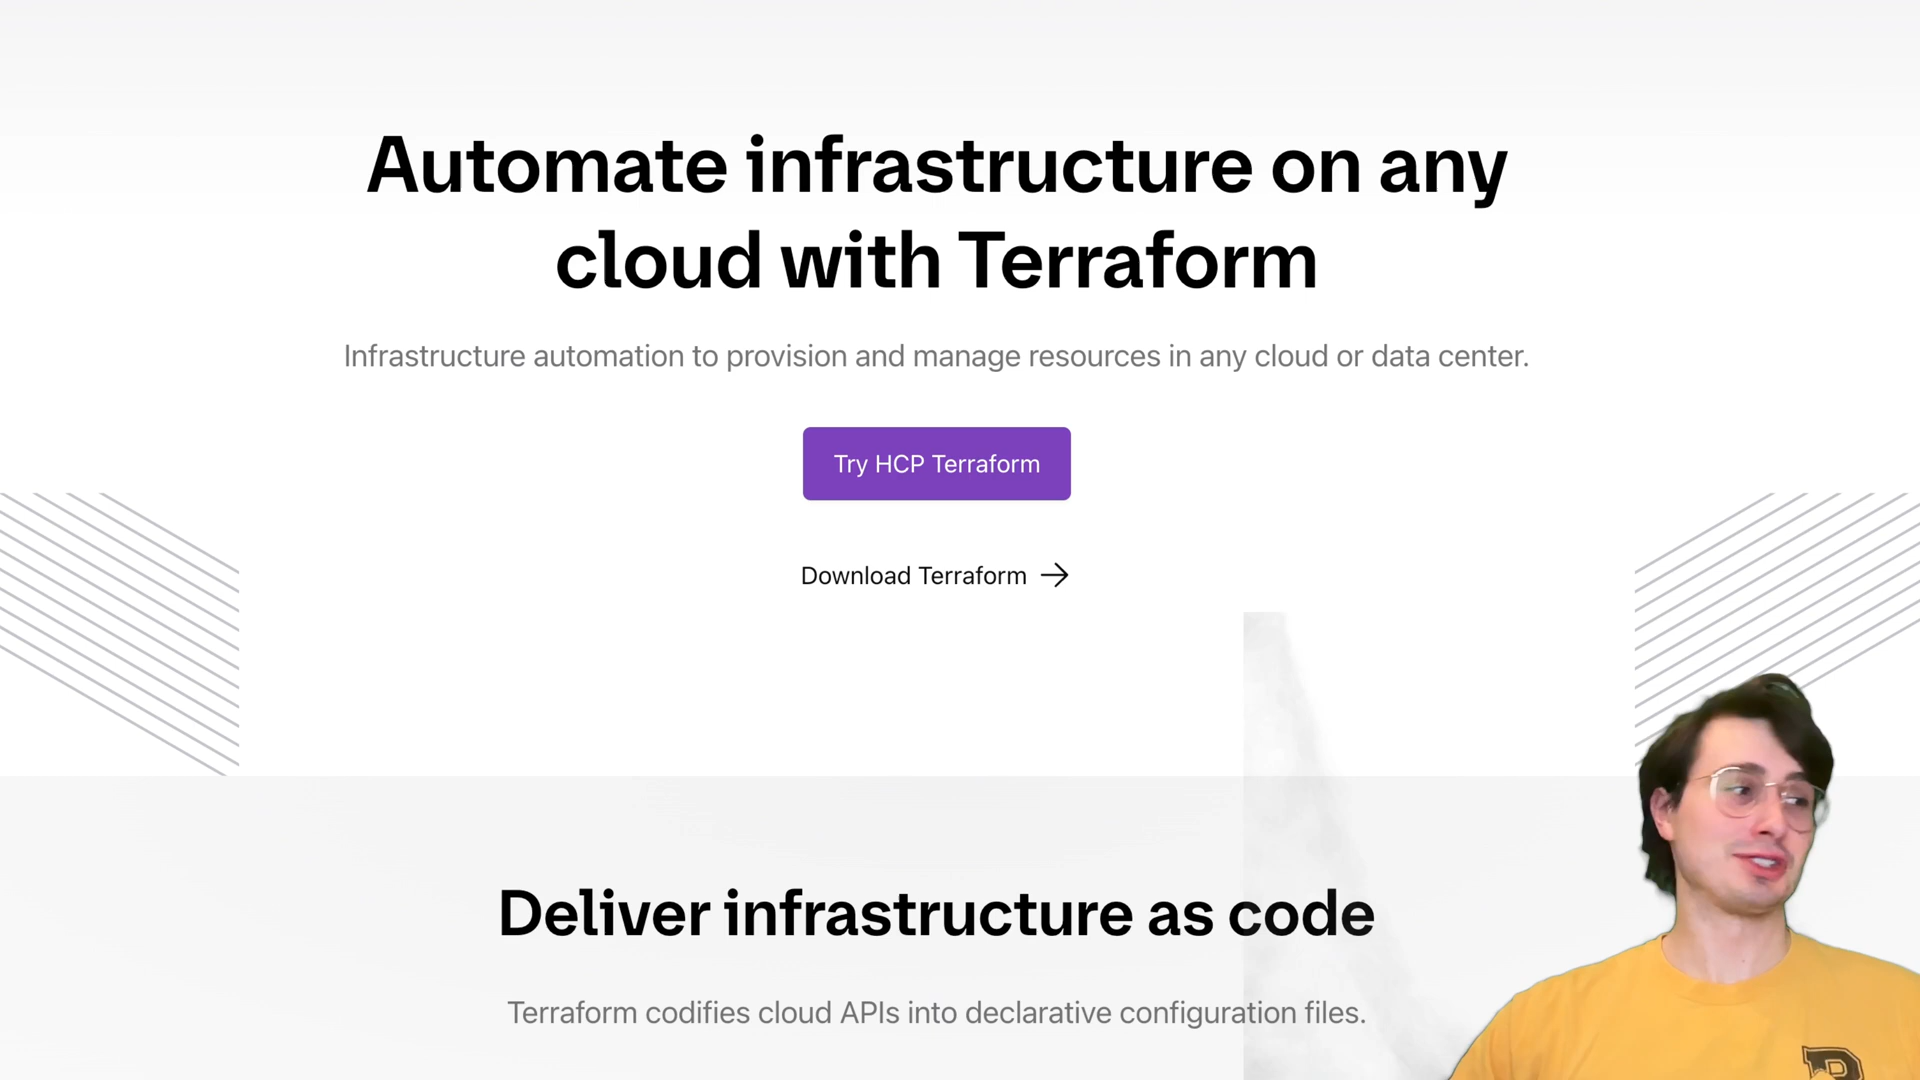 Automate infrastructure on any
cloud with Terraform
Infrastructure automation to provision and manage resources in any cloud or data center.
Try HCP Terraform
Download Terraform
Deliver infrastructure as code
Terraform codifies cloud APIs into declarative configuration files.